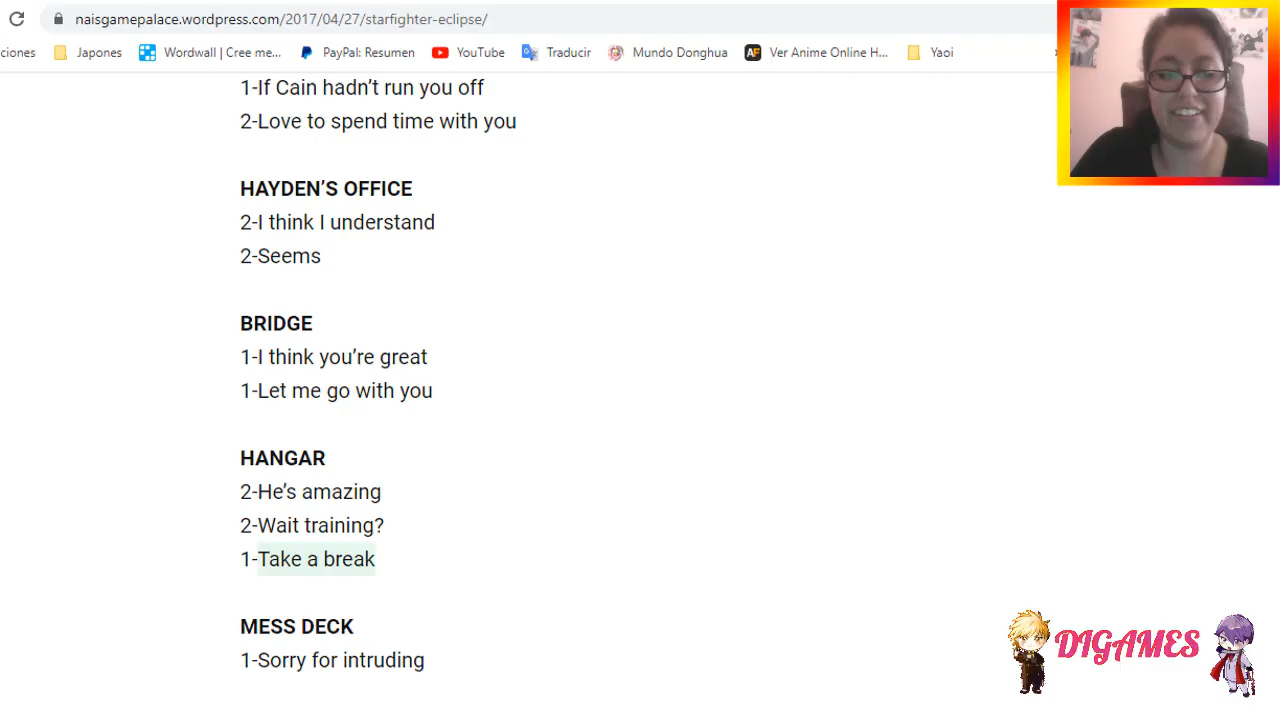 naisgamepalace.wordpress.com/2017/04/27/starfighter-eclipse/
ciones Japones Wordwall | Cree me... PayPal: Resumen YouTube Traducir Mundo Donghua AF Ver Anime Online H... Yaoi
1-If Cain hadn’t run you off
2-Love to spend time with you
HAYDEN’S OFFICE
2-I think I understand
2-Seems
BRIDGE
1-I think you’re great
1-Let me go with you
HANGAR
2-He’s amazing
2-Wait training?
1-Take a break
MESS DECK
1-Sorry for intruding
DIGAMES